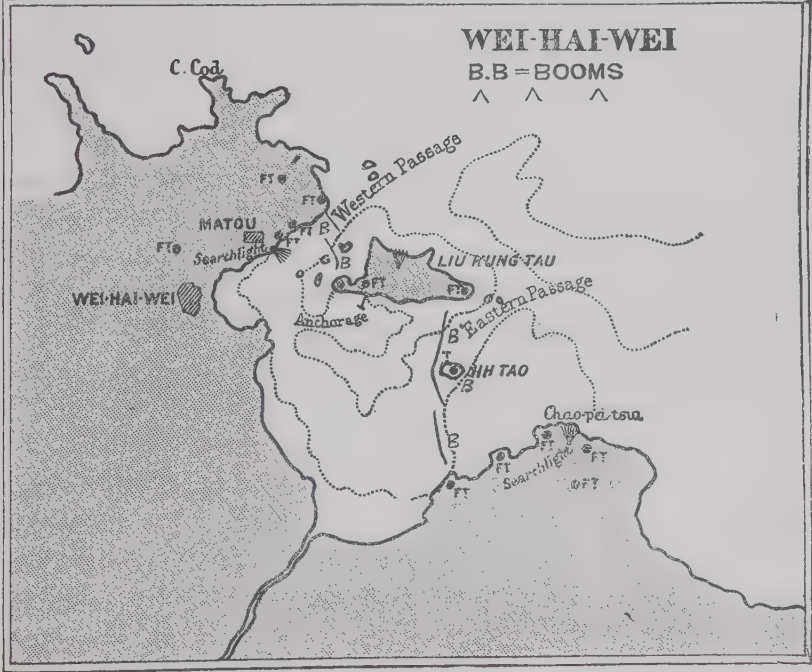 WEI-HAI-WEI
B.B = BOOMS
C. Cod
Western Passage
FT
FT
MATOU
FT
B
FT
FT
Searchlight
B
LIU KUNG-TAU
WEI-HAI-WEI
FT
FT
Anchorage
Eastern Passage
B
JIH TAO
B
Chao-pei-tsui
B
FT
FT
FT
Searchlight
FT
FT